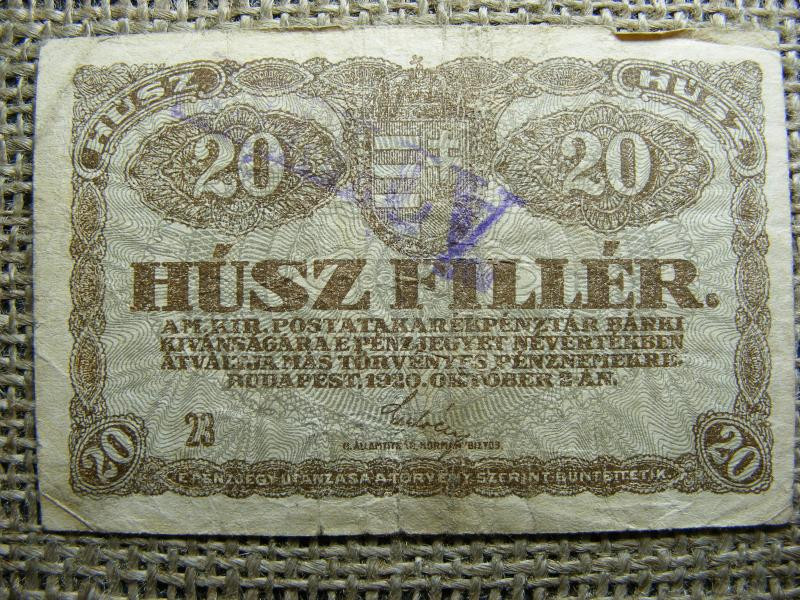 HÚSZ HÚSZ
20 20
HÚSZ FILLÉR.
A M. KIR. POSTATAKARÉKPÉNZTÁR BÁRKI
KIVÁNSÁGÁRA E PÉNZJEGYET NÉVÉRTÉKBEN
ÁTVÁLTJA MÁS TÖRVÉNYES PÉNZNEMEKRE.
BUDAPEST, 1920. OKTÓBER 2-ÁN.
23
20 20
E PÉNZJEGY UTÁNZÁSA A TÖRVÉNY SZERINT BÜNTETTETIK.